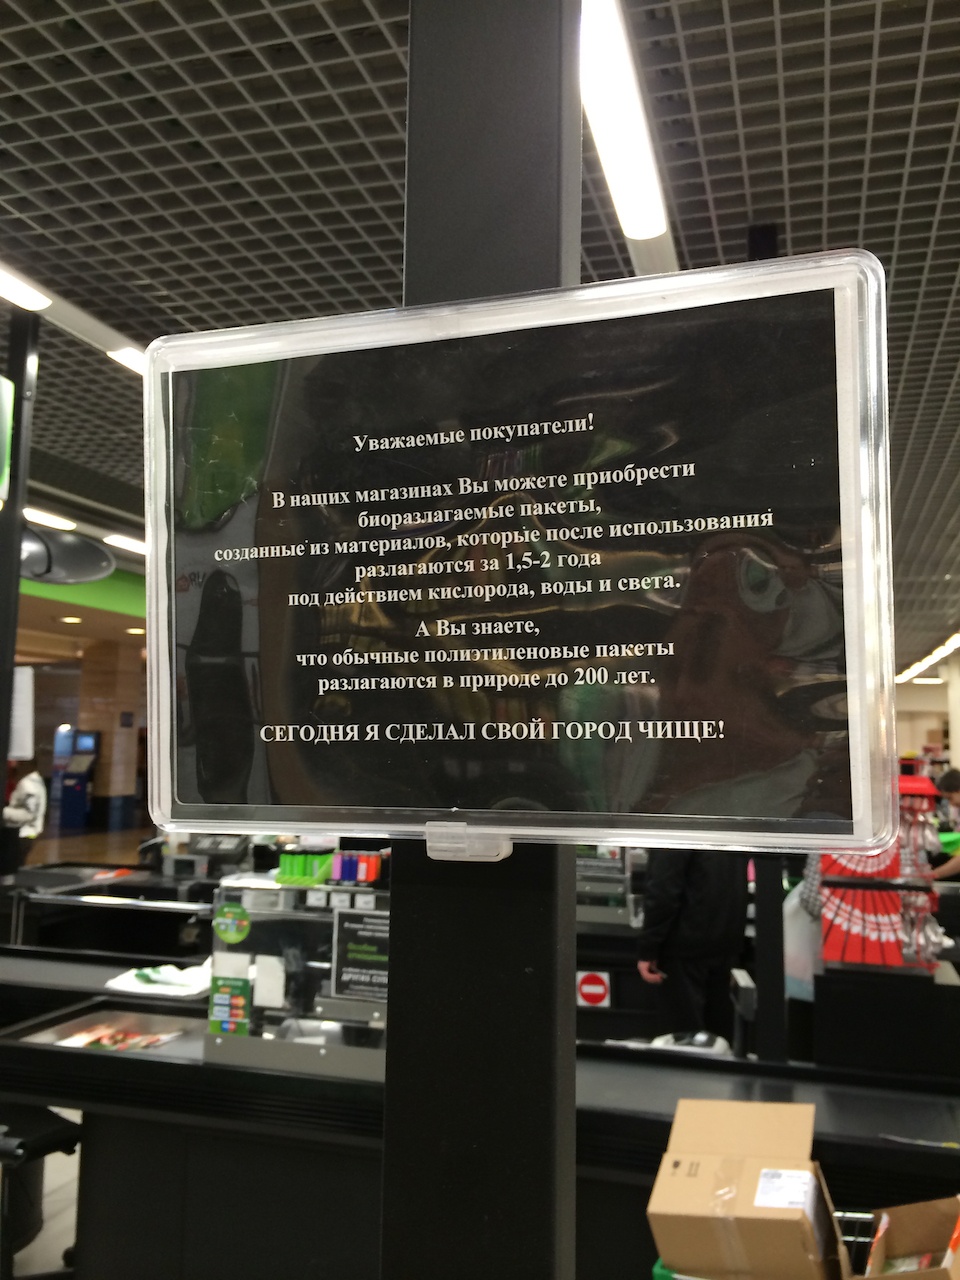 Уважаемые покупатели!
В наших магазинах Вы можете приобрести
биоразлагаемые пакеты,
созданные из материалов, которые после использования
разлагаются за 1,5-2 года
под действием кислорода, воды и света.
А Вы знаете,
что обычные полиэтиленовые пакеты
разлагаются в природе до 200 лет.
СЕГОДНЯ Я СДЕЛАЛ СВОЙ ГОРОД ЧИЩЕ!